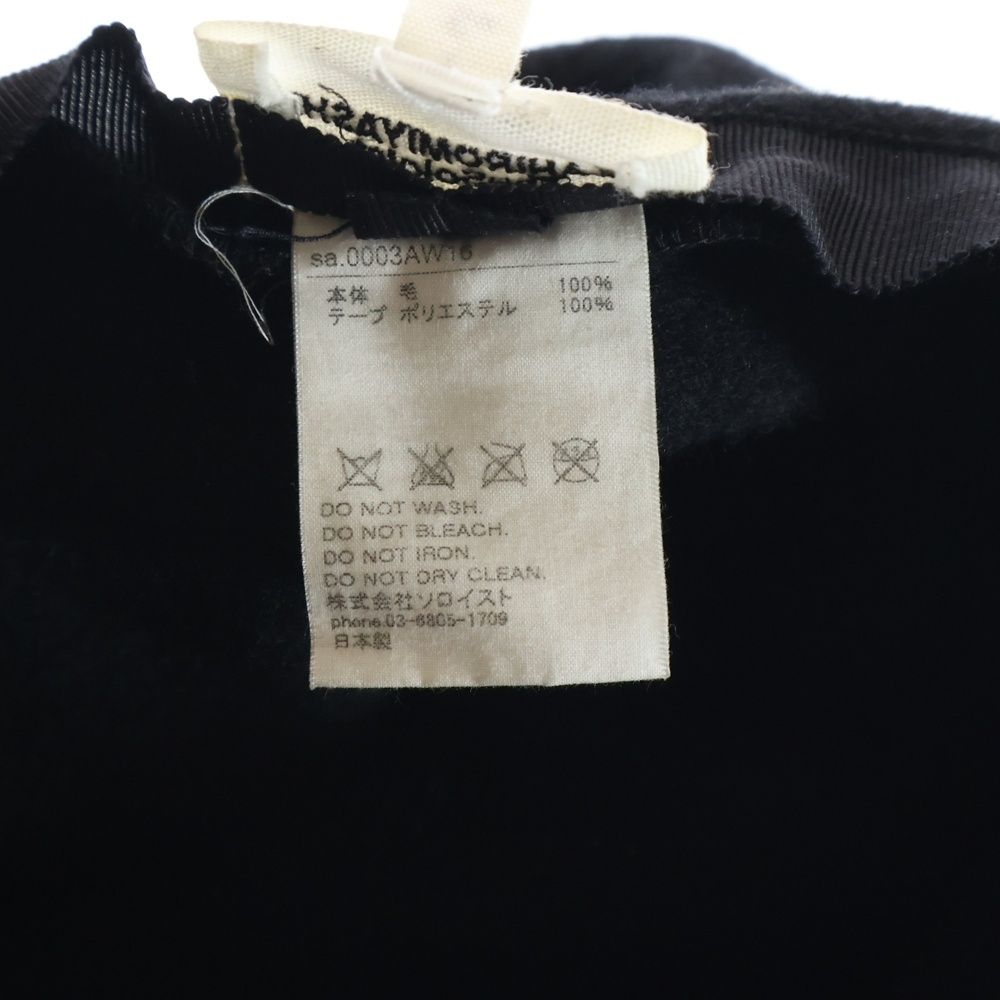 sa.0003AW16
本体 毛 100%
テープ ポリエステル 100%
DO NOT WASH.
DO NOT BLEACH.
DO NOT IRON.
DO NOT DRY CLEAN.
株式会社ソロイスト
phone.03-6805-1709
日本製